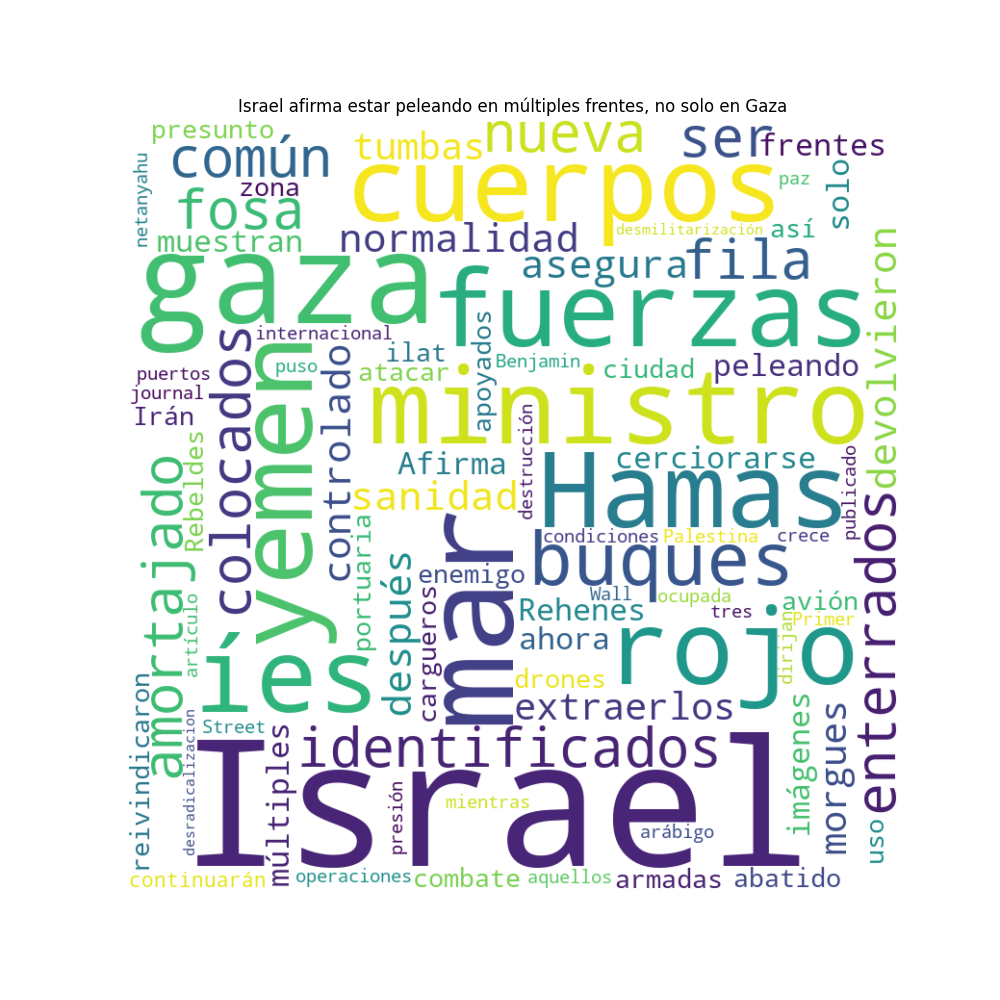 Israel afirma estar peleando en múltiples frentes, no solo en Gaza
presunto
nueva
ser
frentes
común
tumbas
cuerpos
netanyahu
zona
paz
solo
fosa
muestran
normalidad
desmilitarización
así
asegura
fila
devolvieron
gaza
fuerzas
internacional
colocados
yemen
puso
controlado
ilat
apoyados
Benjamin
ciudad
peleando
puertos
atacar
journal
ministro
Irán
Rebeldes
Afirma
destrucción
cerciorarse
publicado
amortajado
sanidad
Hamas
enterrados
mar
condiciones
Palestina
crece
portuaria
después
buques
enemigo
Wall
ocupada
artículo
cargueros
Rehenes
tres
avión
Primer
íes
ahora
rojo
dirijan
drones
reivindicaron
extraerlos
imágenes
morgues
desradicalizacion
Street
múltiples
identificados
Israel
presión
mientras
arábigo
uso
continuarán
operaciones
combate
aquellos
armadas
abatido